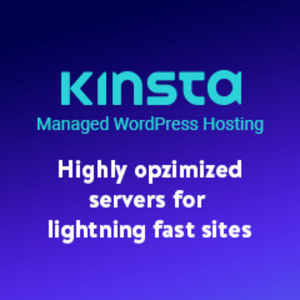 Kinsta
Managed WordPress Hosting
Highly opzimized
servers for
lightning fast sites